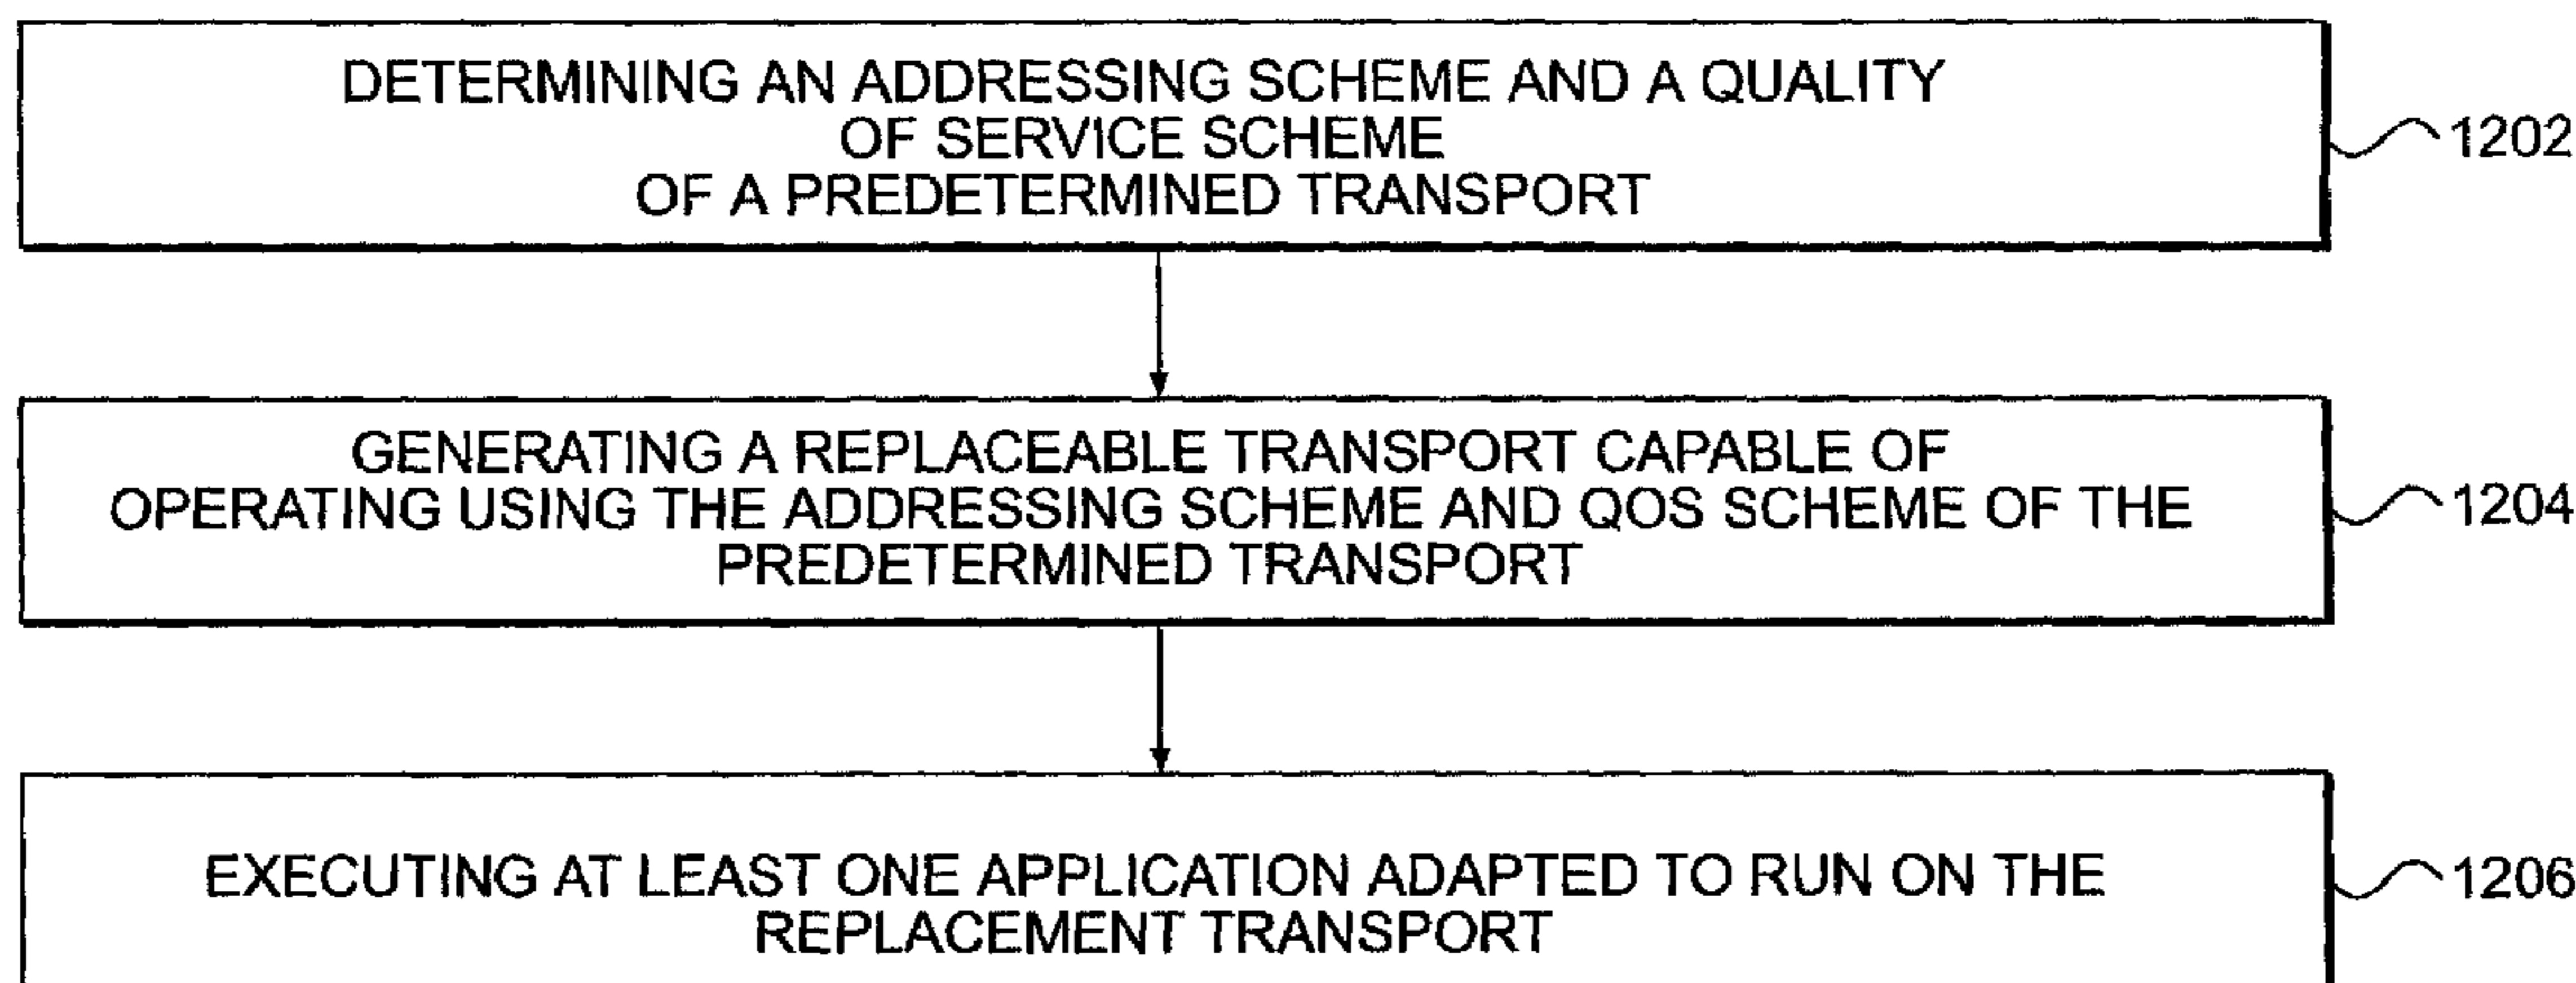 DETERMINING AN ADDRESSING SCHEME AND A QUALITY
OF SERVICE SCHEME
OF A PREDETERMINED TRANSPORT
1202
GENERATING A REPLACEABLE TRANSPORT CAPABLE OF
OPERATING USING THE ADDRESSING SCHEME AND QOS SCHEME OF THE
PREDETERMINED TRANSPORT
1204
EXECUTING AT LEAST ONE APPLICATION ADAPTED TO RUN ON THE
REPLACEMENT TRANSPORT
1206